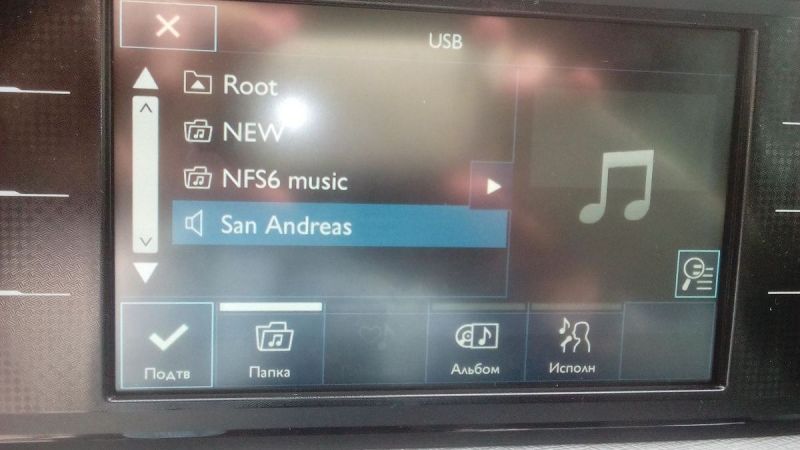 USB
Root
NEW
NFS6 music
San Andreas
Подтв
Папка
Альбом
Исполн